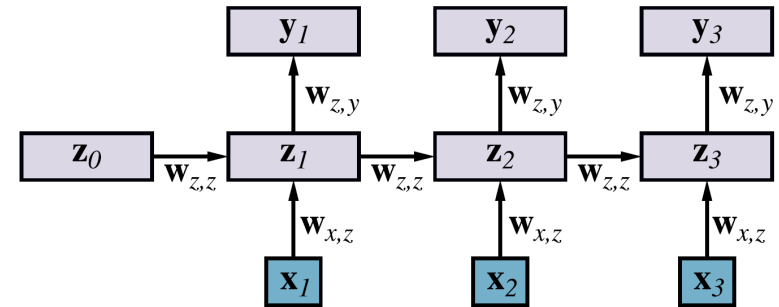 y1 y2 y3
wz,y wz,y wz,y
z0 z1 z2 z3
wz,z wz,z wz,z
wx,z wx,z wx,z
x1 x2 x3